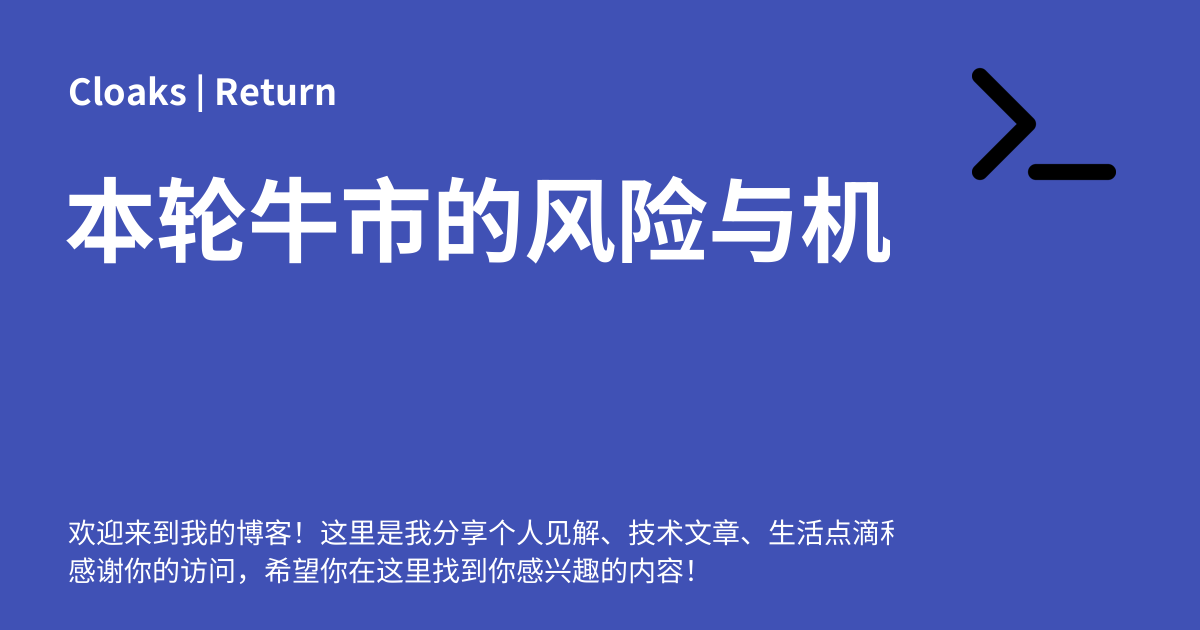 Cloaks | Return
本轮牛市的风险与机
欢迎来到我的博客！这里是我分享个人见解、技术文章、生活点滴
感谢你的访问，希望你在这里找到你感兴趣的内容！